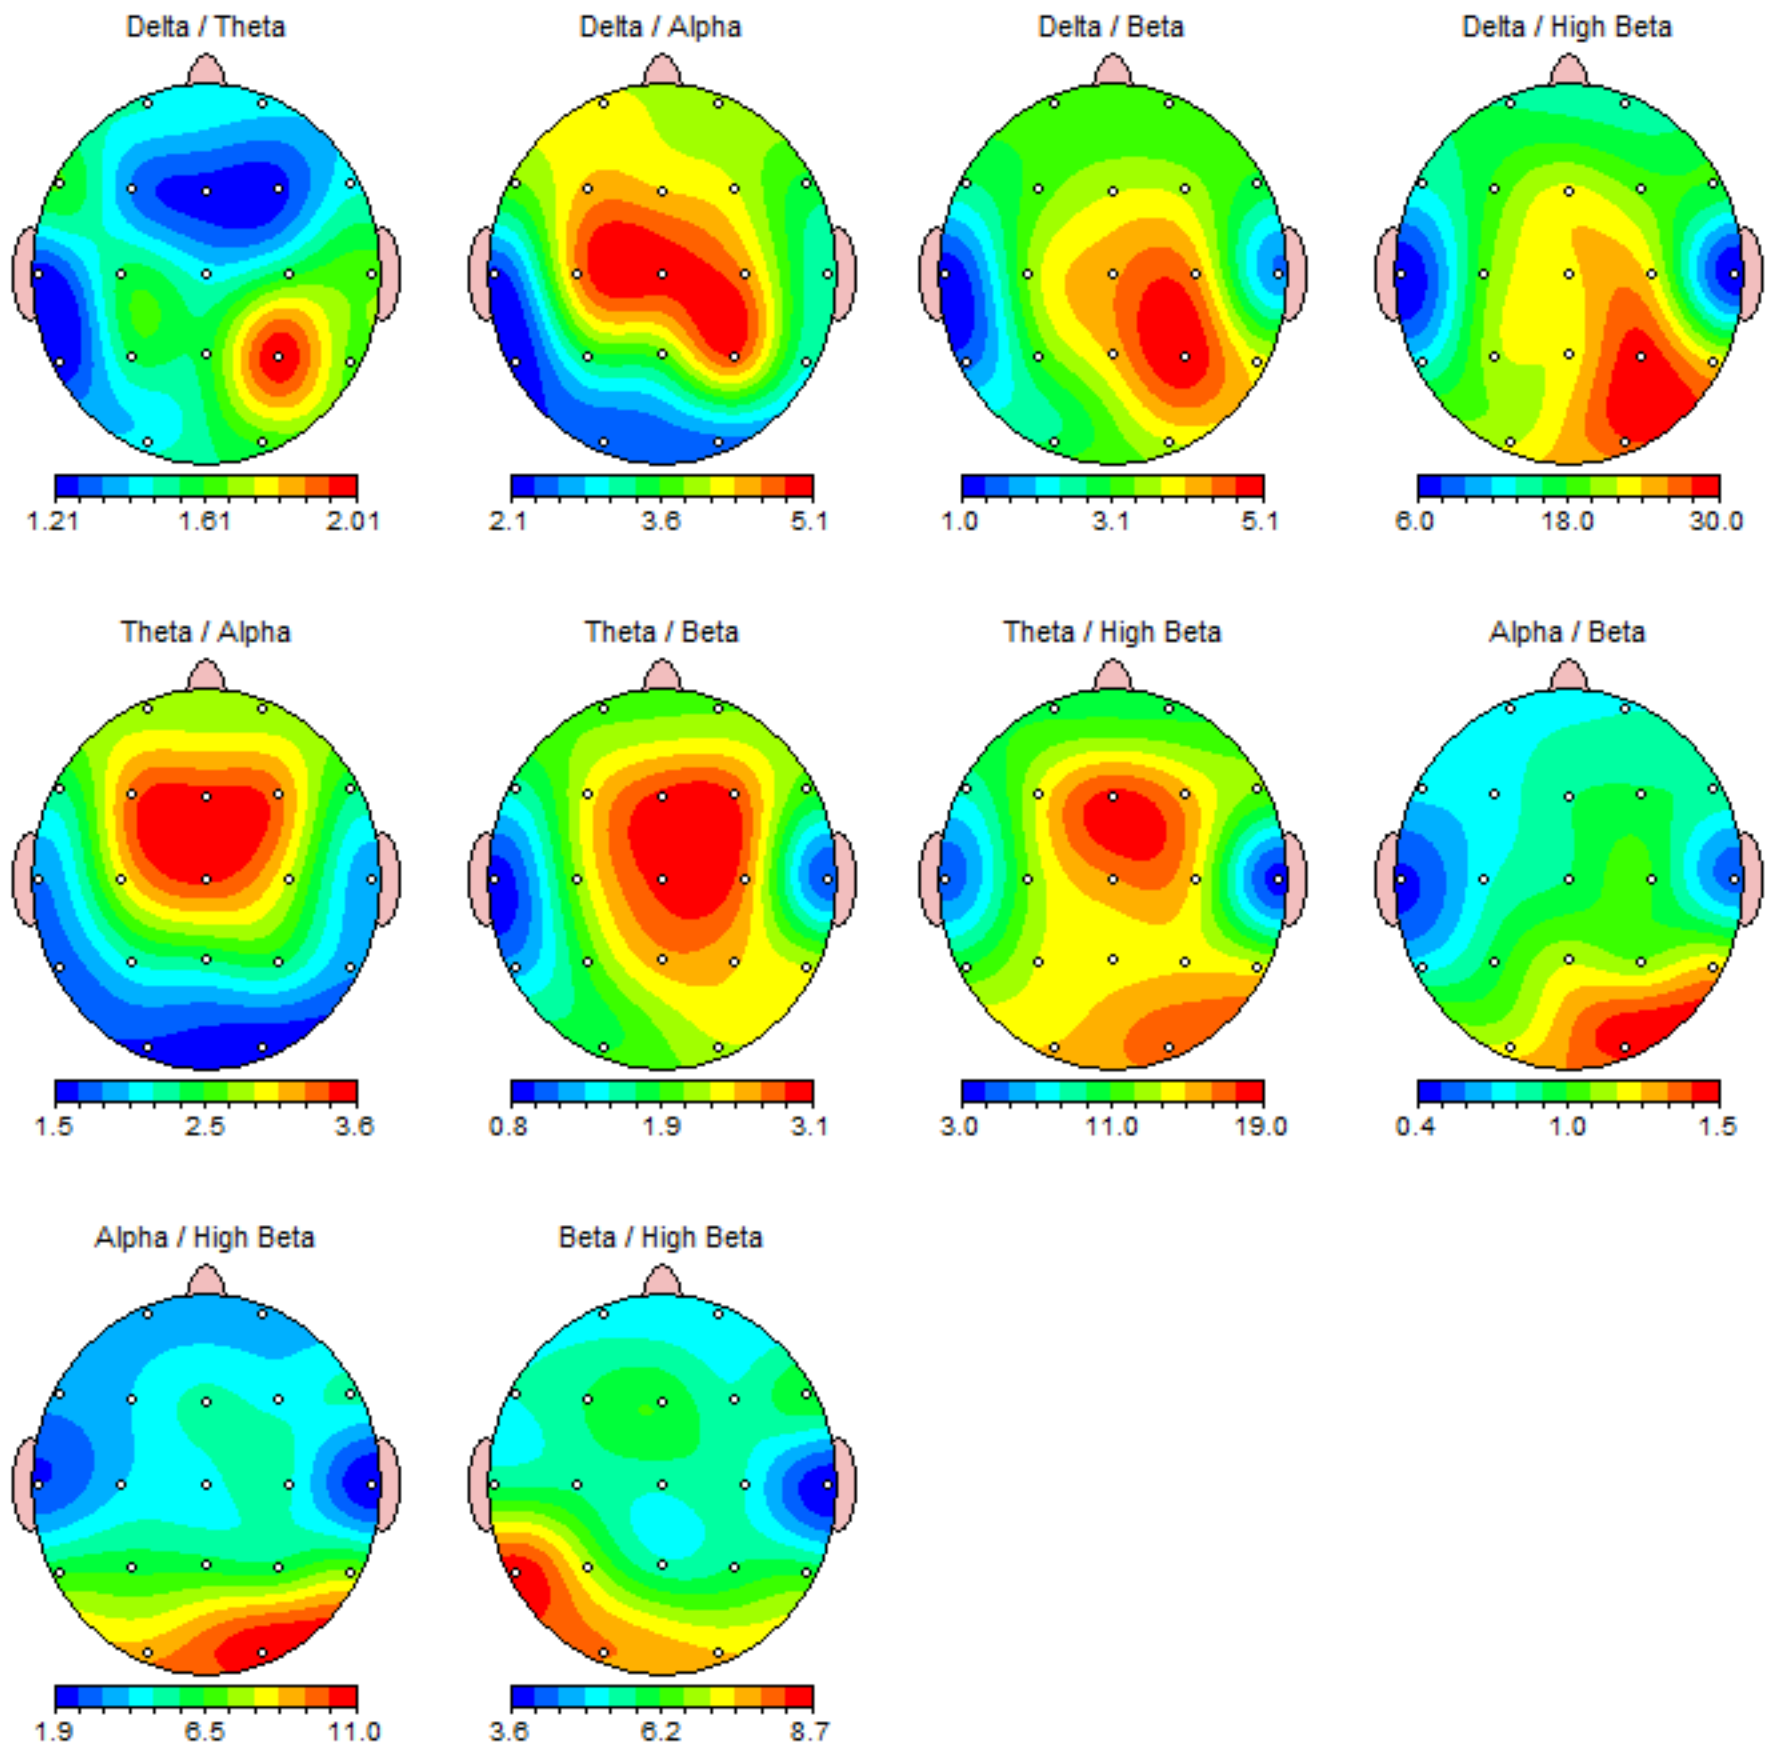 Delta / Theta
Delta / Alpha
Delta / Beta
Delta / High Beta
1.21 1.61 2.01
2.1 3.6 5.1
1.0 3.1 5.1
6.0 18.0 30.0
Theta / Alpha
Theta / Beta
Theta / High Beta
Alpha / Beta
1.5 2.5 3.6
0.8 1.9 3.1
3.0 11.0 19.0
0.4 1.0 1.5
Alpha / High Beta
Beta / High Beta
1.9 6.5 11.0
3.6 6.2 8.7